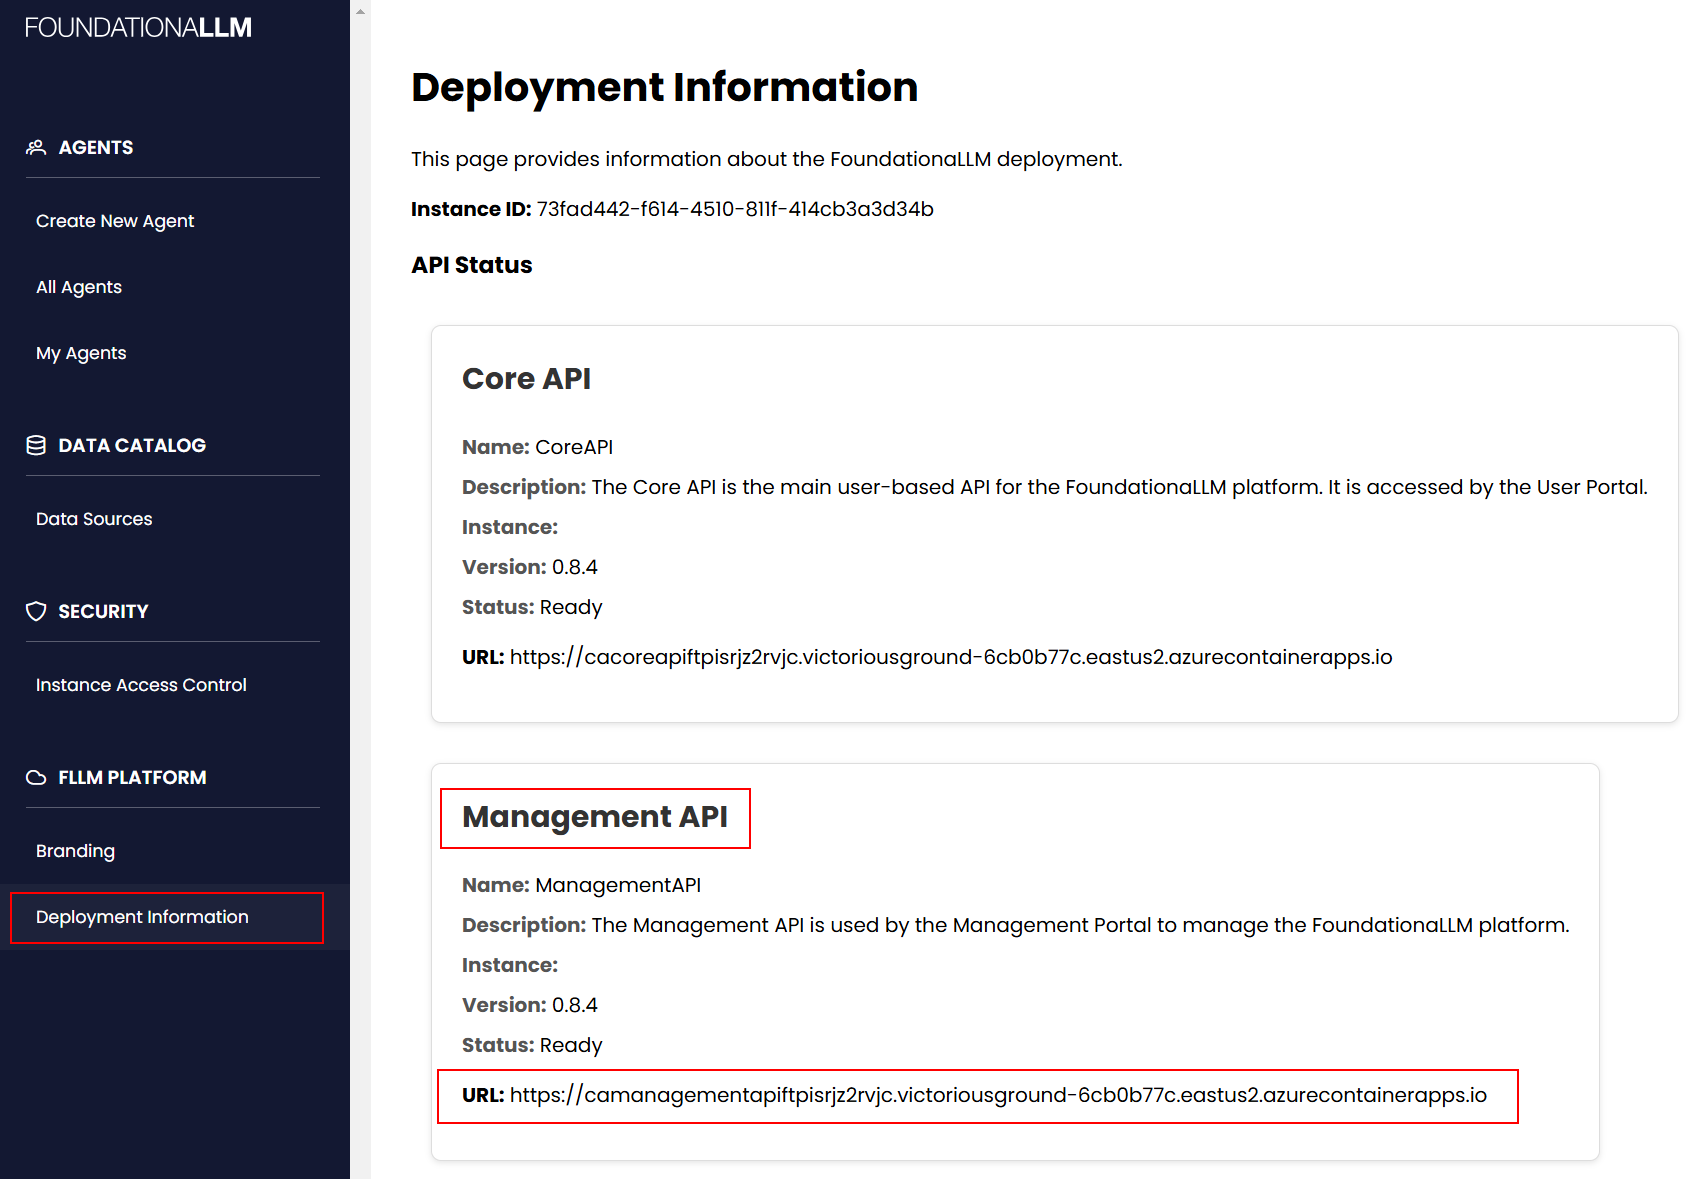 FOUNDATIONALLM
AGENTS
Create New Agent
All Agents
My Agents
DATA CATALOG
Data Sources
SECURITY
Instance Access Control
FLLM PLATFORM
Branding
Deployment Information
Deployment Information
This page provides information about the FoundationaLLM deployment.
Instance ID: 73fad442-f614-4510-811f-414cb3a3d34b
API Status
Core API
Name: CoreAPI
Description: The Core API is the main user-based API for the FoundationaLLM platform. It is accessed by the User Portal.
Instance:
Version: 0.8.4
Status: Ready
URL: https://cacoreapiftpisrjz2rvjc.victoriousground-6cb0b77c.eastus2.azurecontainerapps.io
Management API
Name: ManagementAPI
Description: The Management API is used by the Management Portal to manage the FoundationaLLM platform.
Instance:
Version: 0.8.4
Status: Ready
URL: https://camanagementapiftpisrjz2rvjc.victoriousground-6cb0b77c.eastus2.azurecontainerapps.io